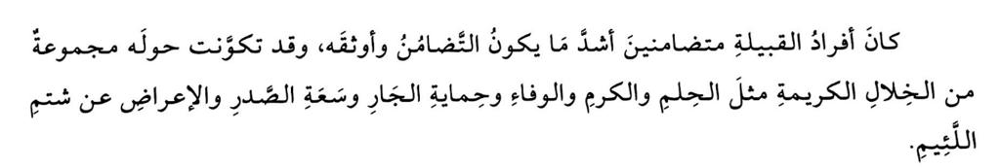 كانَ أفرادُ القبيلةِ متضامنينَ أشدَّ مَا يكونُ التَّضامُنُ وأوثقَه، وقد تكوَّنت حولَه مجموعةٌ
من الخِلالِ الكريمةِ مثلَ الحِلمِ والكرمِ والوفاءِ وحِمايةِ الجَارِ وسَعَةِ الصَّدرِ والإعراضِ عن شتمِ
اللَّئِيمِ.